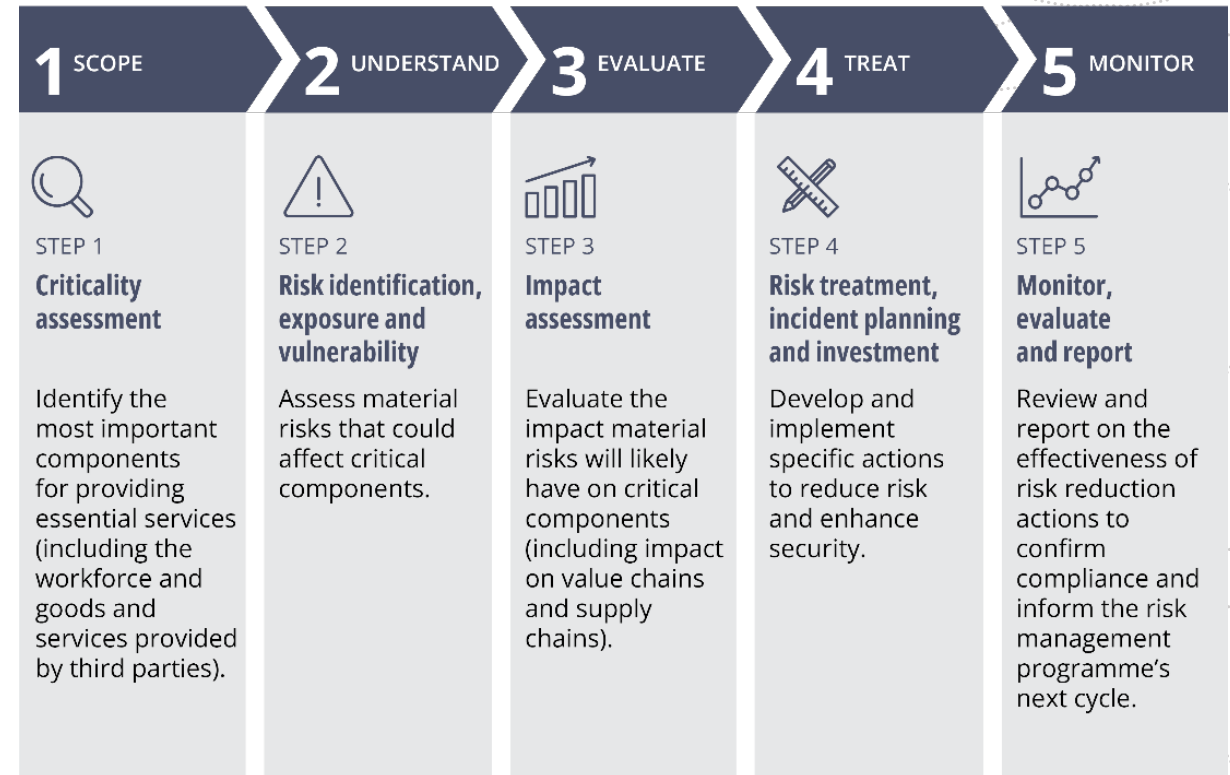 1 SCOPE
2 UNDERSTAND
3 EVALUATE
4 TREAT
5 MONITOR
STEP 1
Criticality
assessment
Identify the
most important
components
for providing
essential services
(including the
workforce and
goods and
services provided
by third parties).
STEP 2
Risk identification,
exposure and
vulnerability
Assess material
risks that could
affect critical
components.
STEP 3
Impact
assessment
Evaluate the
impact material
risks will likely
have on critical
components
(including impact
on value chains
and supply
chains).
STEP 4
Risk treatment,
incident planning
and investment
Develop and
implement
specific actions
to reduce risk
and enhance
security.
STEP 5
Monitor,
evaluate
and report
Review and
report on the
effectiveness of
risk reduction
actions to
confirm
compliance and
inform the risk
management
programme’s
next cycle.